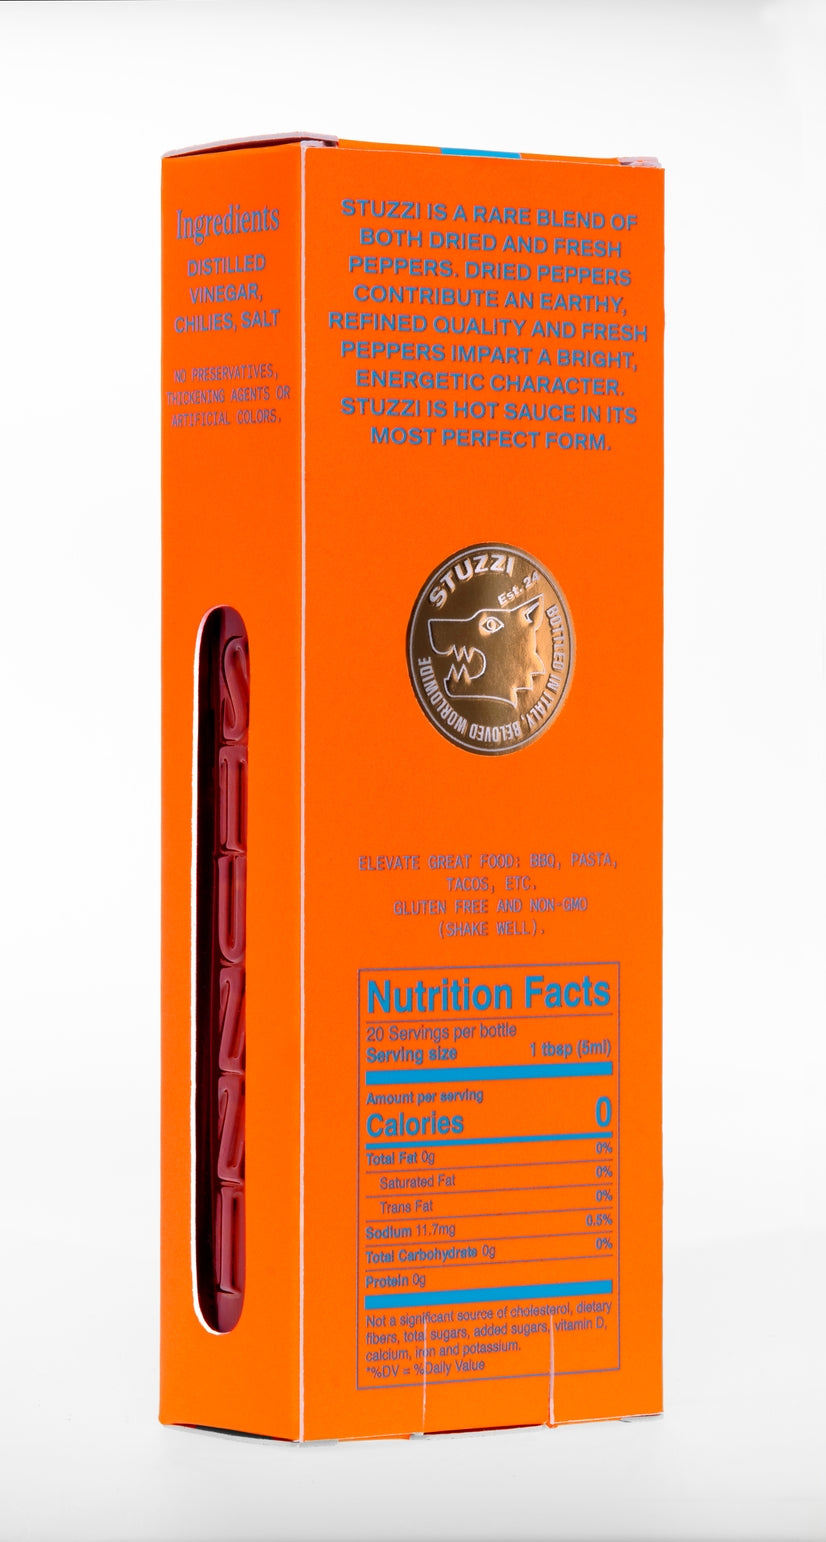 Ingredients
DISTILLED
VINEGAR,
CHILIES, SALT
NO PRESERVATIVES,
THICKENING AGENTS OR
ARTIFICIAL COLORS.
STUZZI
STUZZI IS A RARE BLEND OF
BOTH DRIED AND FRESH
PEPPERS. DRIED PEPPERS
CONTRIBUTE AN EARTHY,
REFINED QUALITY AND FRESH
PEPPERS IMPART A BRIGHT,
ENERGETIC CHARACTER.
STUZZI IS HOT SAUCE IN ITS
MOST PERFECT FORM.
STUZZI
Est. 24
BOTTLED IN ITALY, BELOVED WORLDWIDE
ELEVATE GREAT FOOD: BBQ, PASTA,
TACOS, ETC.
GLUTEN FREE AND NON-GMO
(SHAKE WELL).
Nutrition Facts
20 Servings per bottle
Serving size 1 tbsp (5ml)
Amount per serving
Calories 0
Total Fat 0g 0%
Saturated Fat 0%
Trans Fat 0%
Sodium 11.7mg 0.5%
Total Carbohydrate 0g 0%
Protein 0g
Not a significant source of cholesterol, dietary
fibers, total sugars, added sugars, vitamin D,
calcium, iron and potassium.
*%DV = %Daily Value